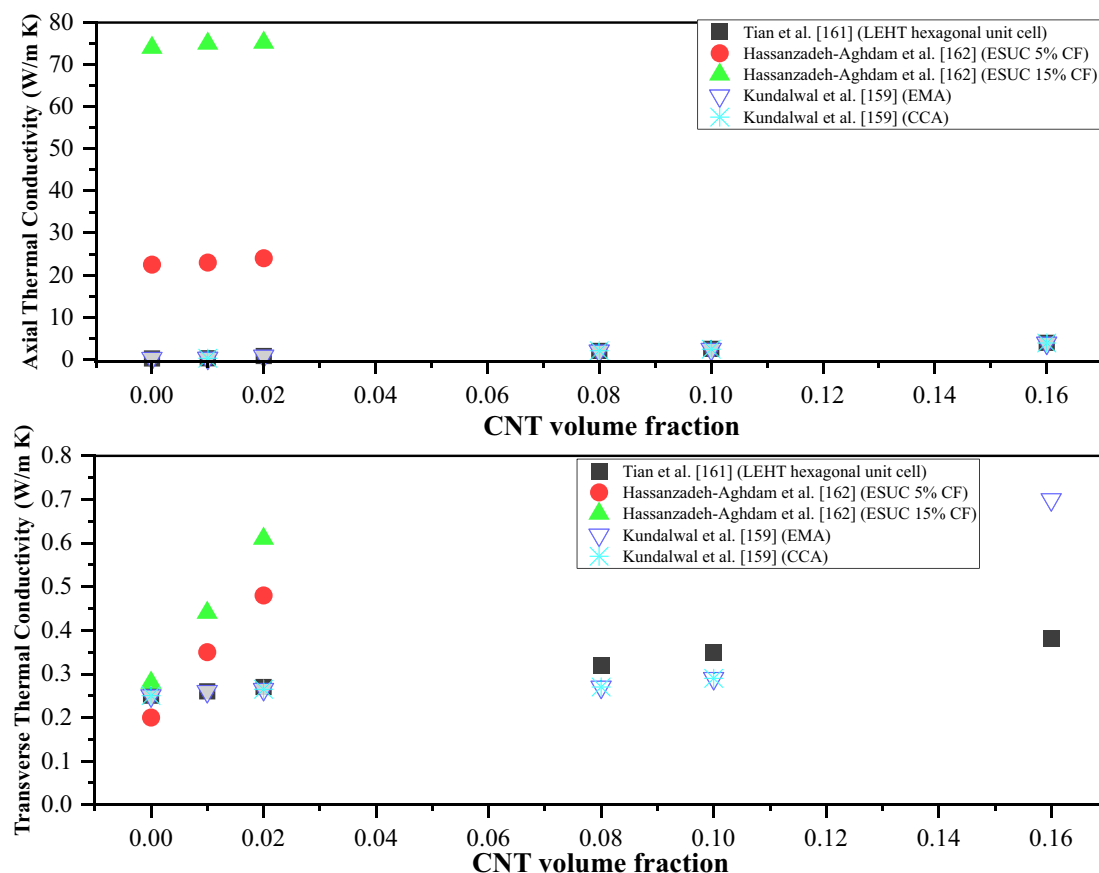 Axial Thermal Conductivity (W/m K)
80
70
60
50
40
30
20
10
0
Tian et al. [161] (LEHT hexagonal unit cell)
Hassanzadeh-Aghdam et al. [162] (ESUC 5% CF)
Hassanzadeh-Aghdam et al. [162] (ESUC 15% CF)
Kundalwal et al. [159] (EMA)
Kundalwal et al. [159] (CCA)
0.00 0.02 0.04 0.06 0.08 0.10 0.12 0.14 0.16
CNT volume fraction
Transverse Thermal Conductivity (W/m K)
0.8
0.7
0.6
0.5
0.4
0.3
0.2
0.1
0.0
Tian et al. [161] (LEHT hexagonal unit cell)
Hassanzadeh-Aghdam et al. [162] (ESUC 5% CF)
Hassanzadeh-Aghdam et al. [162] (ESUC 15% CF)
Kundalwal et al. [159] (EMA)
Kundalwal et al. [159] (CCA)
0.00 0.02 0.04 0.06 0.08 0.10 0.12 0.14 0.16
CNT volume fraction